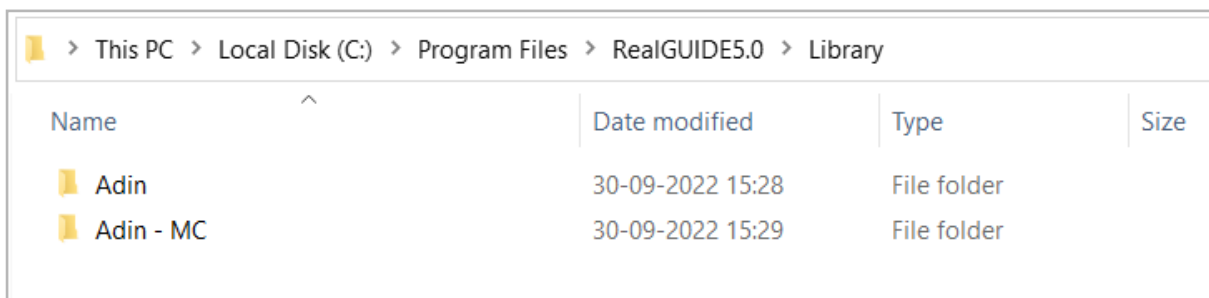 This PC > Local Disk (C:) > Program Files > RealGUIDE5.0 > Library
Name Date modified Type Size
Adin 30-09-2022 15:28 File folder
Adin - MC 30-09-2022 15:29 File folder